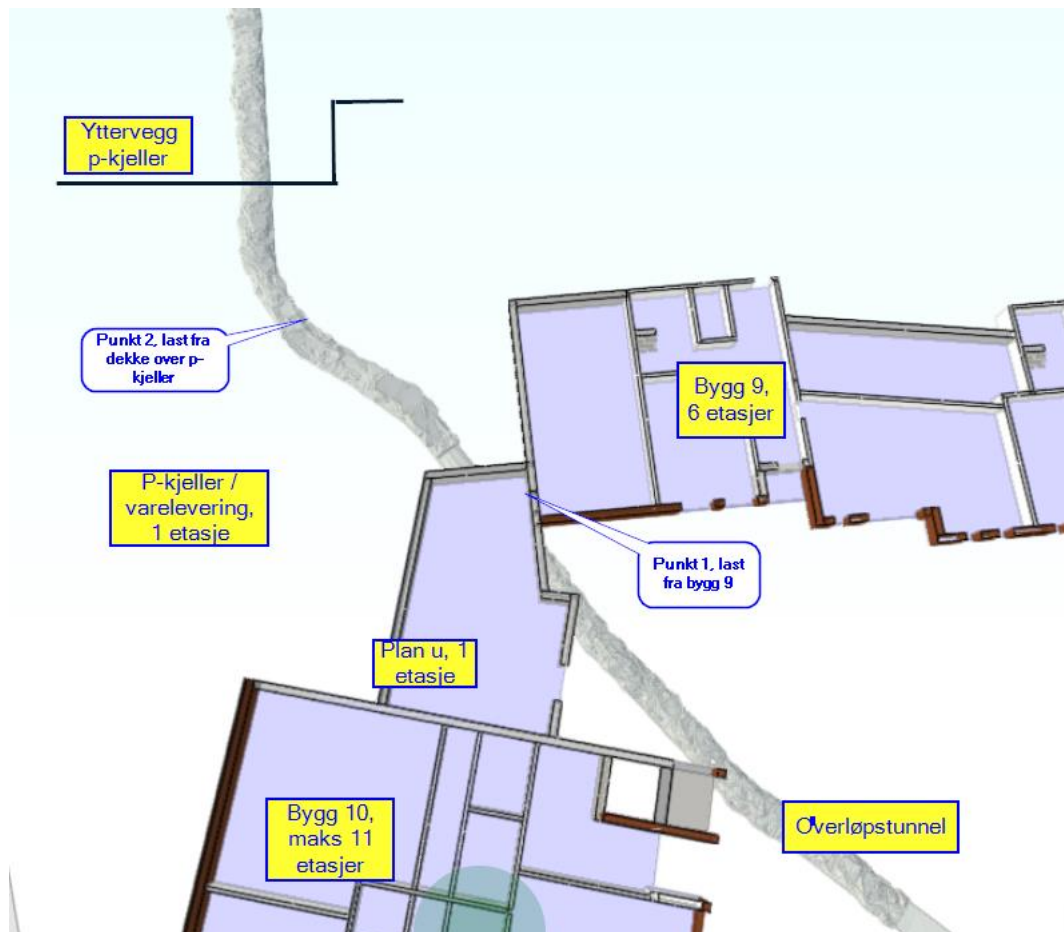 Yttervegg
p-kjeller
Punkt 2, last fra
dekke over p-
kjeller
Bygg 9,
6 etasjer
P-kjeller /
varelevering,
1 etasje
Punkt 1, last
fra bygg 9
Plan u, 1
etasje
Bygg 10,
maks 11
etasjer
Overløpstunnel